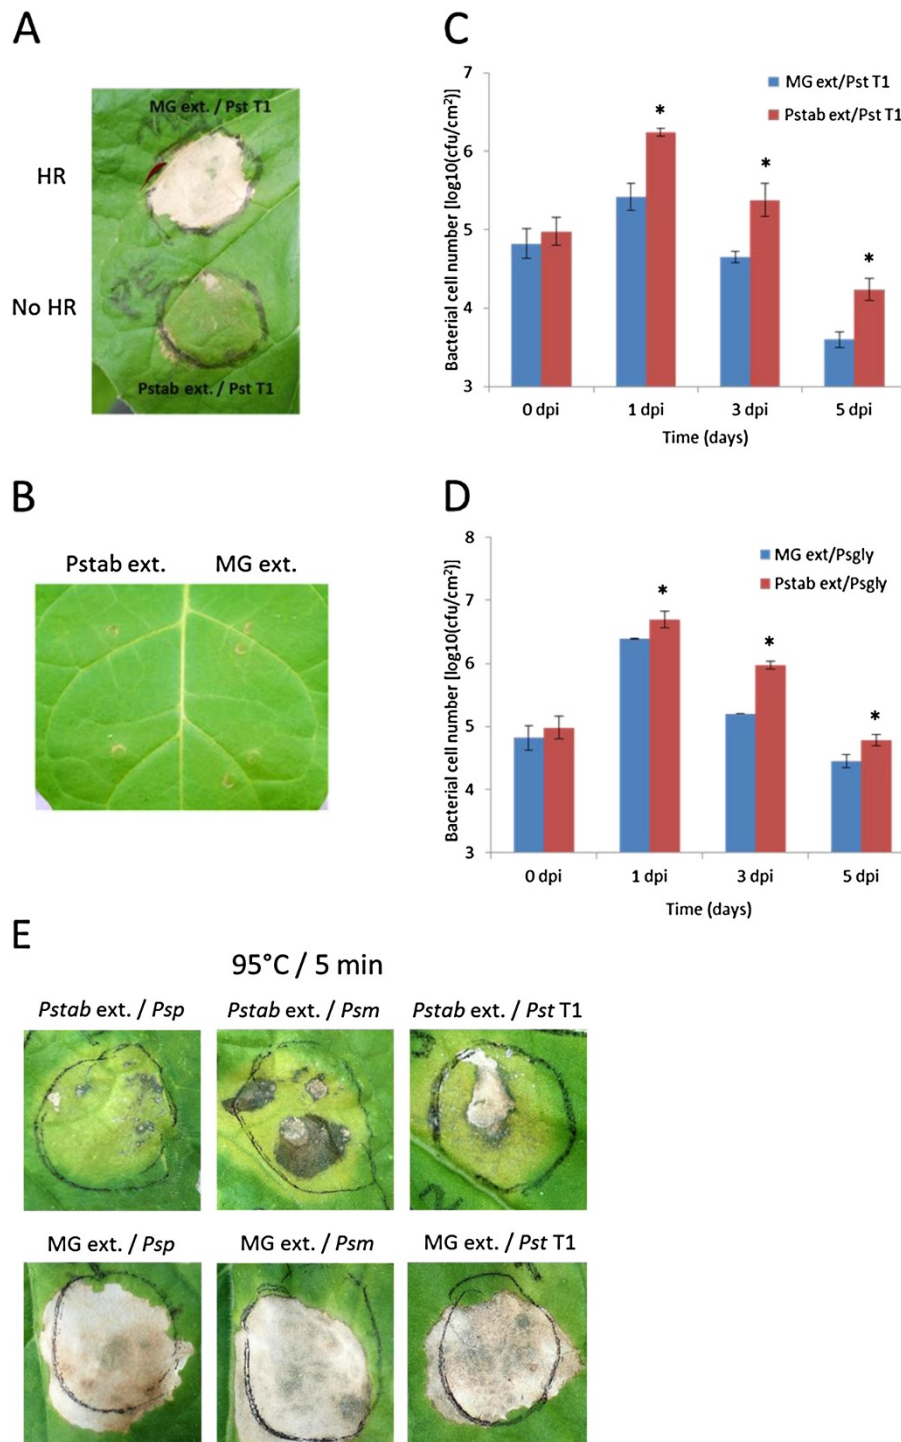 A
MG ext. / Pst T1
HR
No HR
Pstab ext. / Pst T1
B
Pstab ext. MG ext.
C
Bacterial cell number [log10(cfu/cm²)]
7
6
5
4
3
MG ext/Pst T1
Pstab ext/Pst T1
*
*
*
0 dpi 1 dpi 3 dpi 5 dpi
Time (days)
D
Bacterial cell number [log10(cfu/cm²)]
8
7
6
5
4
3
MG ext/Psgly
Pstab ext/Psgly
*
*
*
0 dpi 1 dpi 3 dpi 5 dpi
Time (days)
E
95°C / 5 min
Pstab ext. / Psp Pstab ext. / Psm Pstab ext. / Pst T1
MG ext. / Psp MG ext. / Psm MG ext. / Pst T1